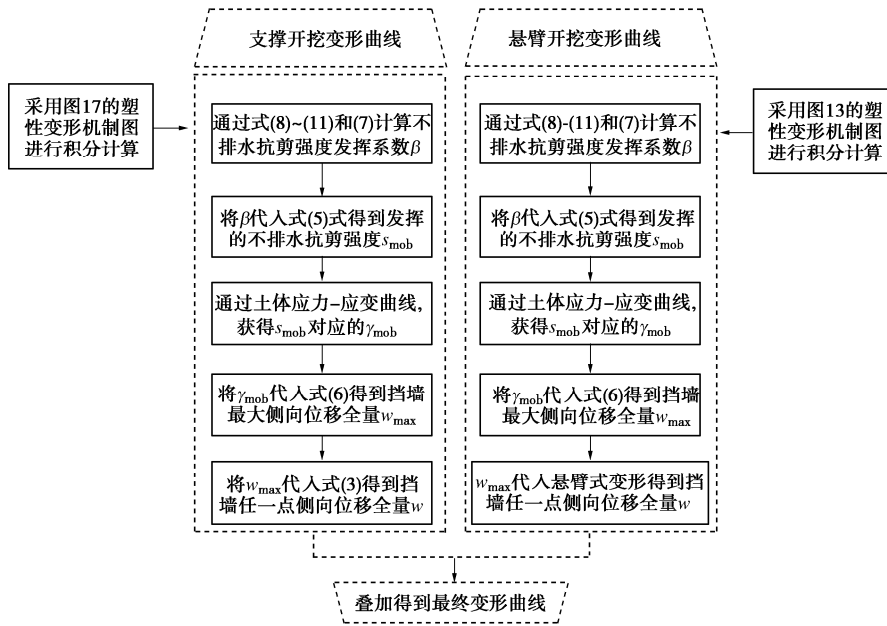 支撑开挖变形曲线
悬臂开挖变形曲线
采用图17的塑
性变形机制图
进行积分计算
通过式(8)~(11)和(7)计算不
排水抗剪强度发挥系数β
将β代入式(5)式得到发挥
的不排水抗剪强度s_mob
通过土体应力-应变曲线，
获得s_mob对应的γ_mob
将γ_mob代入式(6)得到挡墙
最大侧向位移全量w_max
将w_max代入式(3)得到挡
墙任一点侧向位移全量w
通过式(8)-(11)和(7)计算不
排水抗剪强度发挥系数β
将β代入式(5)式得到发挥
的不排水抗剪强度s_mob
通过土体应力-应变曲线，
获得s_mob对应的γ_mob
将γ_mob代入式(6)得到挡墙
最大侧向位移全量w_max
w_max代入悬臂式变形得到挡
墙任一点侧向位移全量w
采用图13的塑
性变形机制图
进行积分计算
叠加得到最终变形曲线